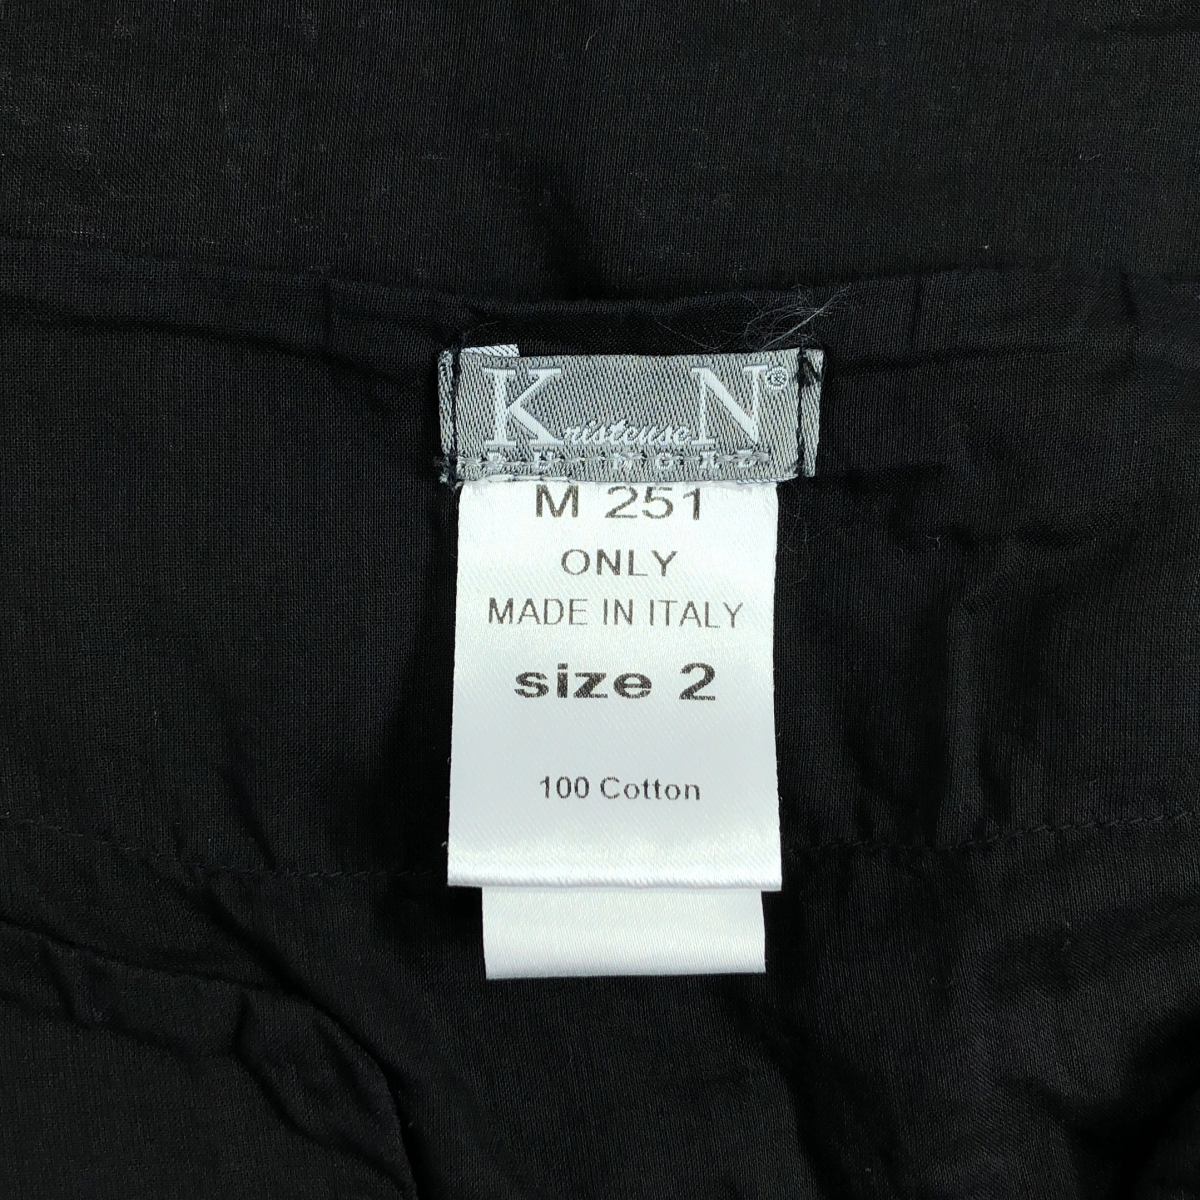 KristenseN®
M 251
ONLY
MADE IN ITALY
size 2
100 Cotton